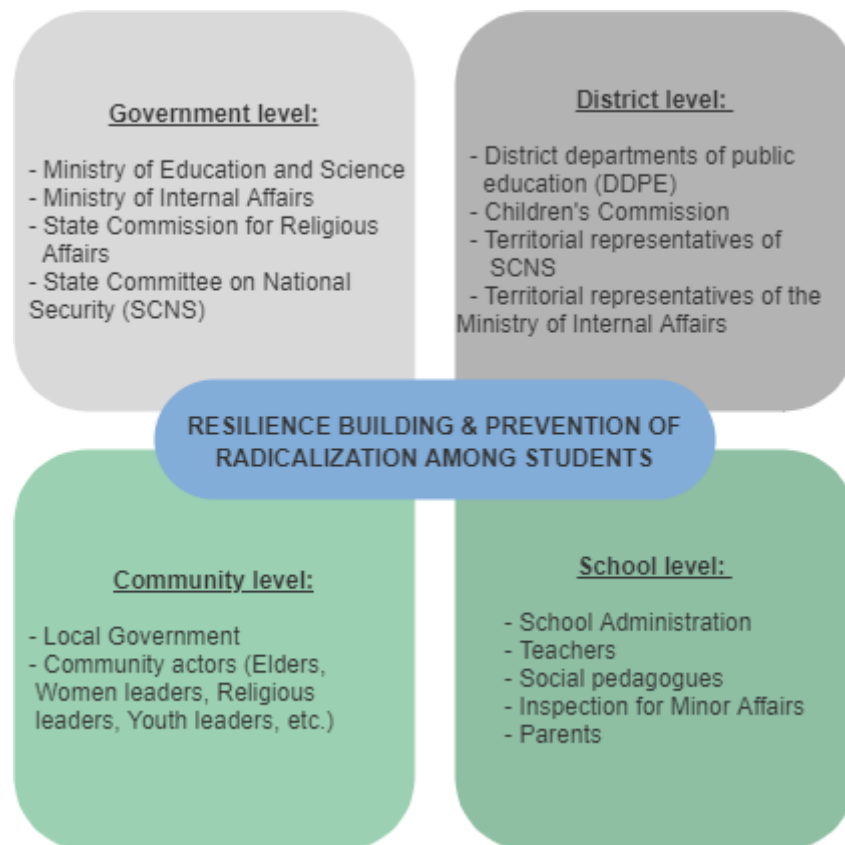 Government level:
- Ministry of Education and Science
- Ministry of Internal Affairs
- State Commission for Religious
Affairs
- State Committee on National
Security (SCNS)
District level:
- District departments of public
education (DDPE)
- Children's Commission
- Territorial representatives of
SCNS
- Territorial representatives of the
Ministry of Internal Affairs
RESILIENCE BUILDING & PREVENTION OF
RADICALIZATION AMONG STUDENTS
Community level:
- Local Government
- Community actors (Elders,
Women leaders, Religious
leaders, Youth leaders, etc.)
School level:
- School Administration
- Teachers
- Social pedagogues
- Inspection for Minor Affairs
- Parents